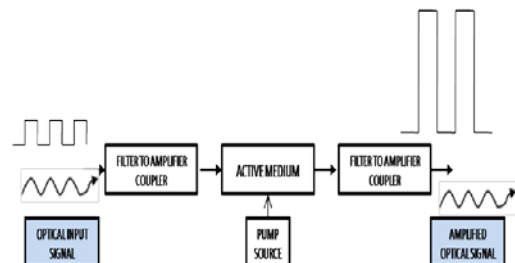 FILTER TO AMPLIFIER
COUPLER
ACTIVE MEDIUM
FILTER TO AMPLIFIER
COUPLER
OPTICAL INPUT
SIGNAL
PUMP
SOURCE
AMPLIFIED
OPTICAL SIGNAL